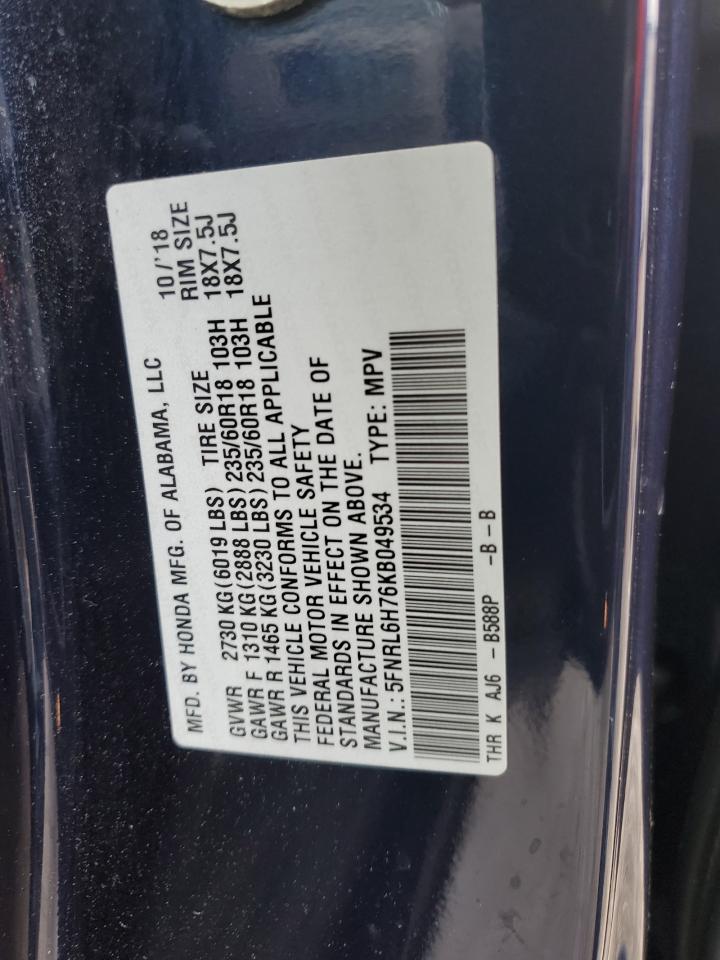 MFD. BY HONDA MFG. OF ALABAMA, LLC 10/'18
GVWR 2730 KG(6019 LBS) TIRE SIZE RIM SIZE
GAWR F 1310 KG(2888 LBS)235/60R18 103H 18X7.5J
GAWR R 1465 KG(3230 LBS)235/60R18 103H 18X7.5J
THIS VEHICLE CONFORMS TO ALL APPLICABLE
FEDERAL MOTOR VEHICLE SAFETY
STANDARDS IN EFFECT ON THE DATE OF
MANUFACTURE SHOWN ABOVE.
V.I.N.:5FNRL6H76KB049534 TYPE: MPV
THR K AJ6 -B588P -B-B